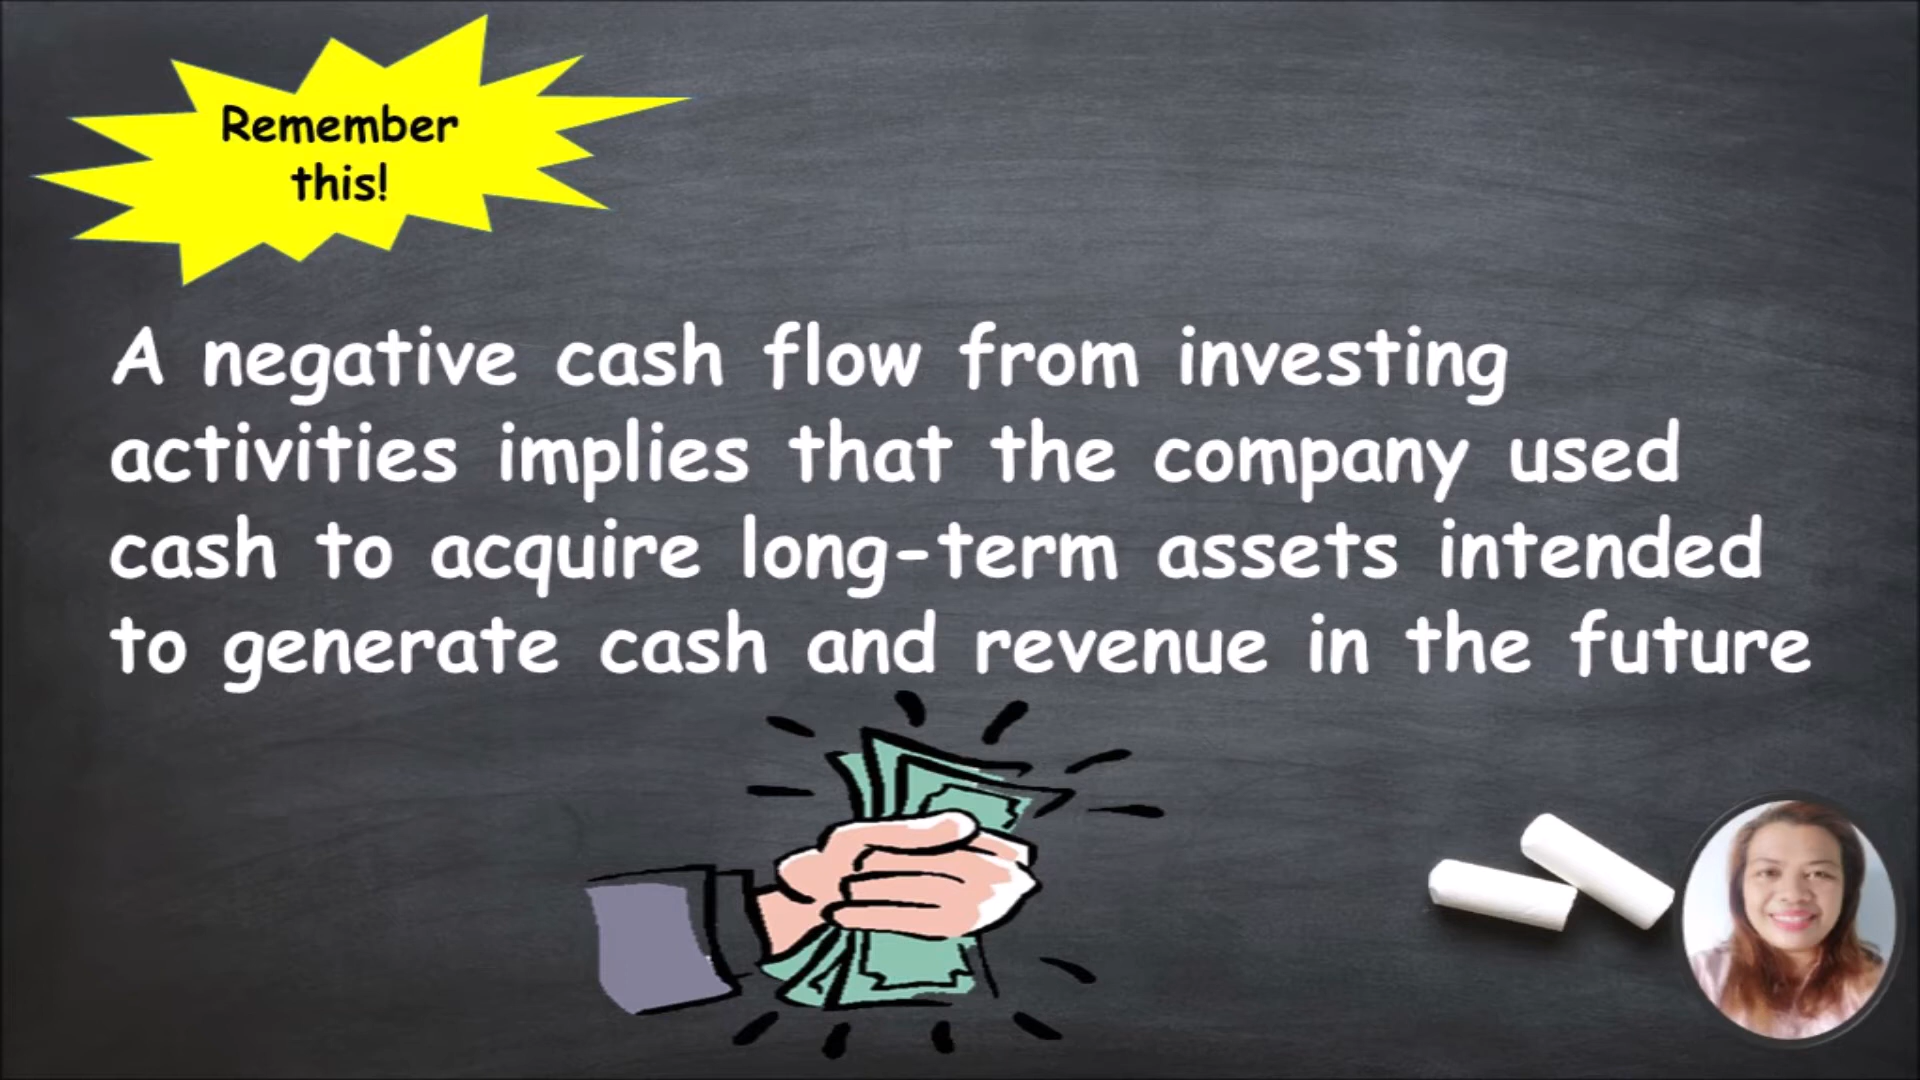 Remember
this!
A negative cash flow from investing
activities implies that the company used
cash to acquire long-term assets intended
to generate cash and revenue in the future